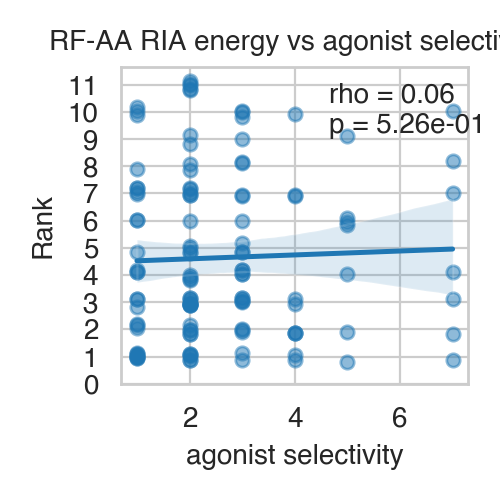 RF-AA RIA energy vs agonist selectiv
rho = 0.06
p = 5.26e-01
Rank
11
10
9
8
7
6
5
4
3
2
1
0
2 4 6
agonist selectivity